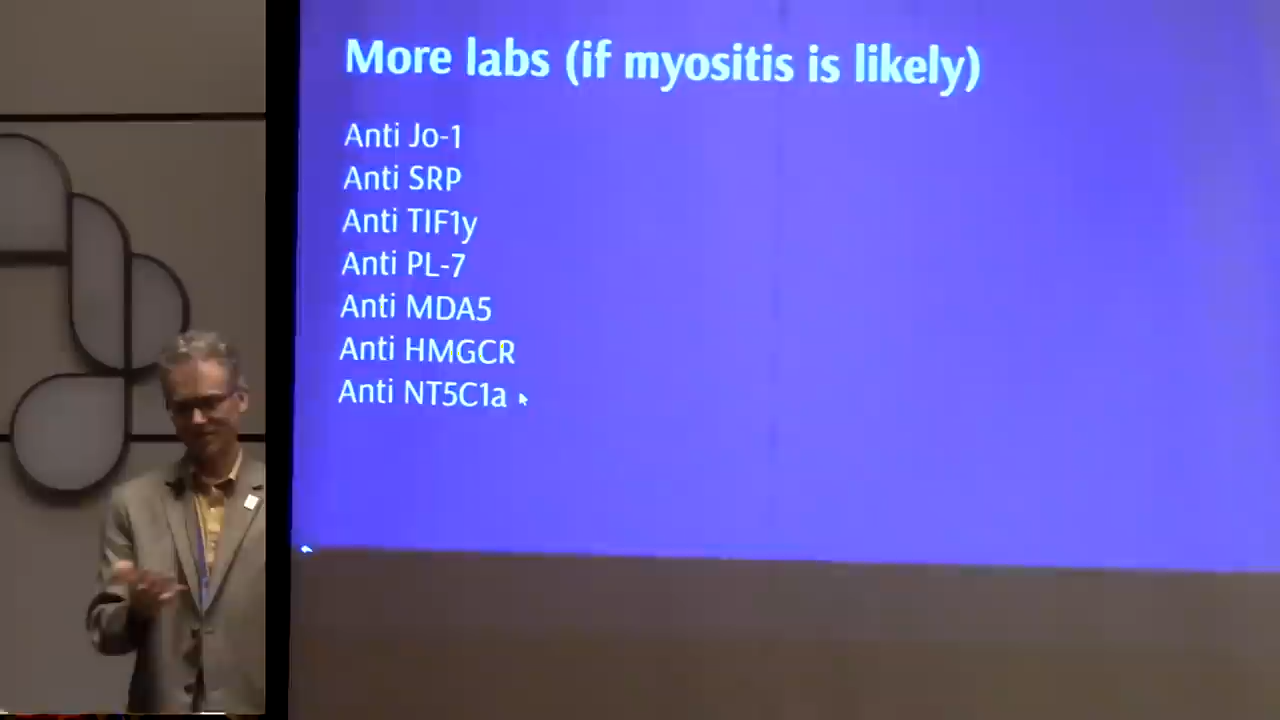 More labs (if myositis is likely)
Anti Jo-1
Anti SRP
Anti TIF1y
Anti PL-7
Anti MDA5
Anti HMGCR
Anti NT5C1a